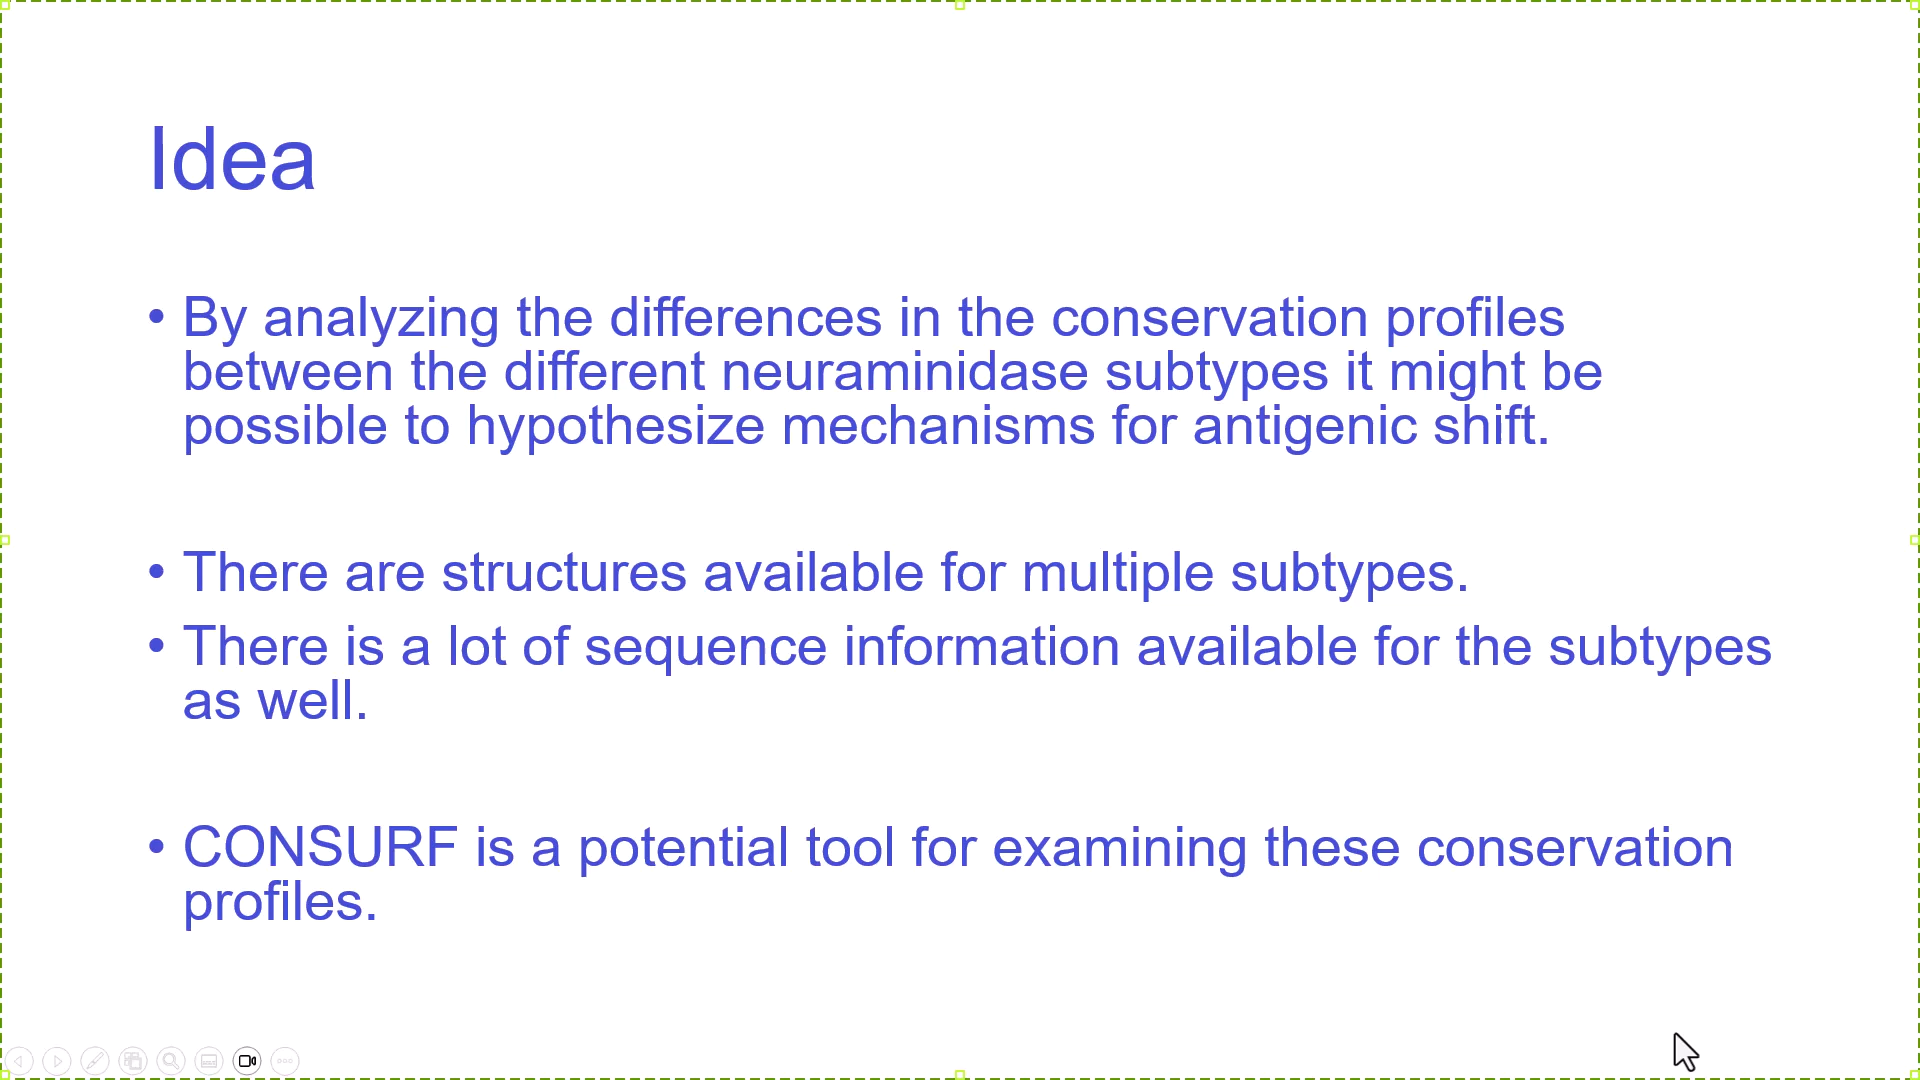 Idea
• By analyzing the differences in the conservation profiles
between the different neuraminidase subtypes it might be
possible to hypothesize mechanisms for antigenic shift.
• There are structures available for multiple subtypes.
• There is a lot of sequence information available for the subtypes
as well.
• CONSURF is a potential tool for examining these conservation
profiles.